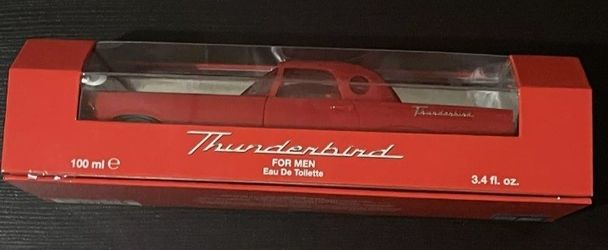 Thunderbird
Thunderbird
FOR MEN
Eau De Toilette
100 ml ℮
3.4 fl. oz.